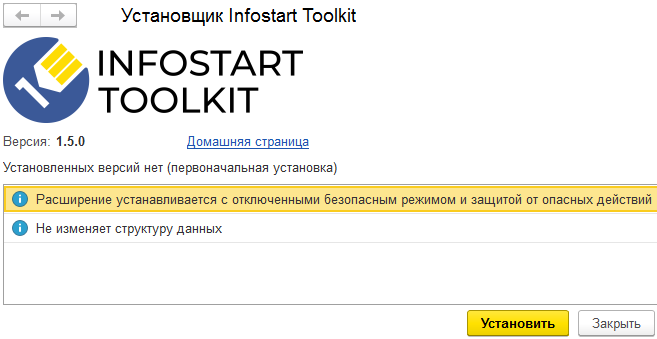 Установщик Infostart Toolkit
INFOSTART
TOOLKIT
Версия: 1.5.0 Домашняя страница
Установленных версий нет (первоначальная установка)
Расширение устанавливается с отключенными безопасным режимом и защитой от опасных действий
Не изменяет структуру данных
Установить Закрыть